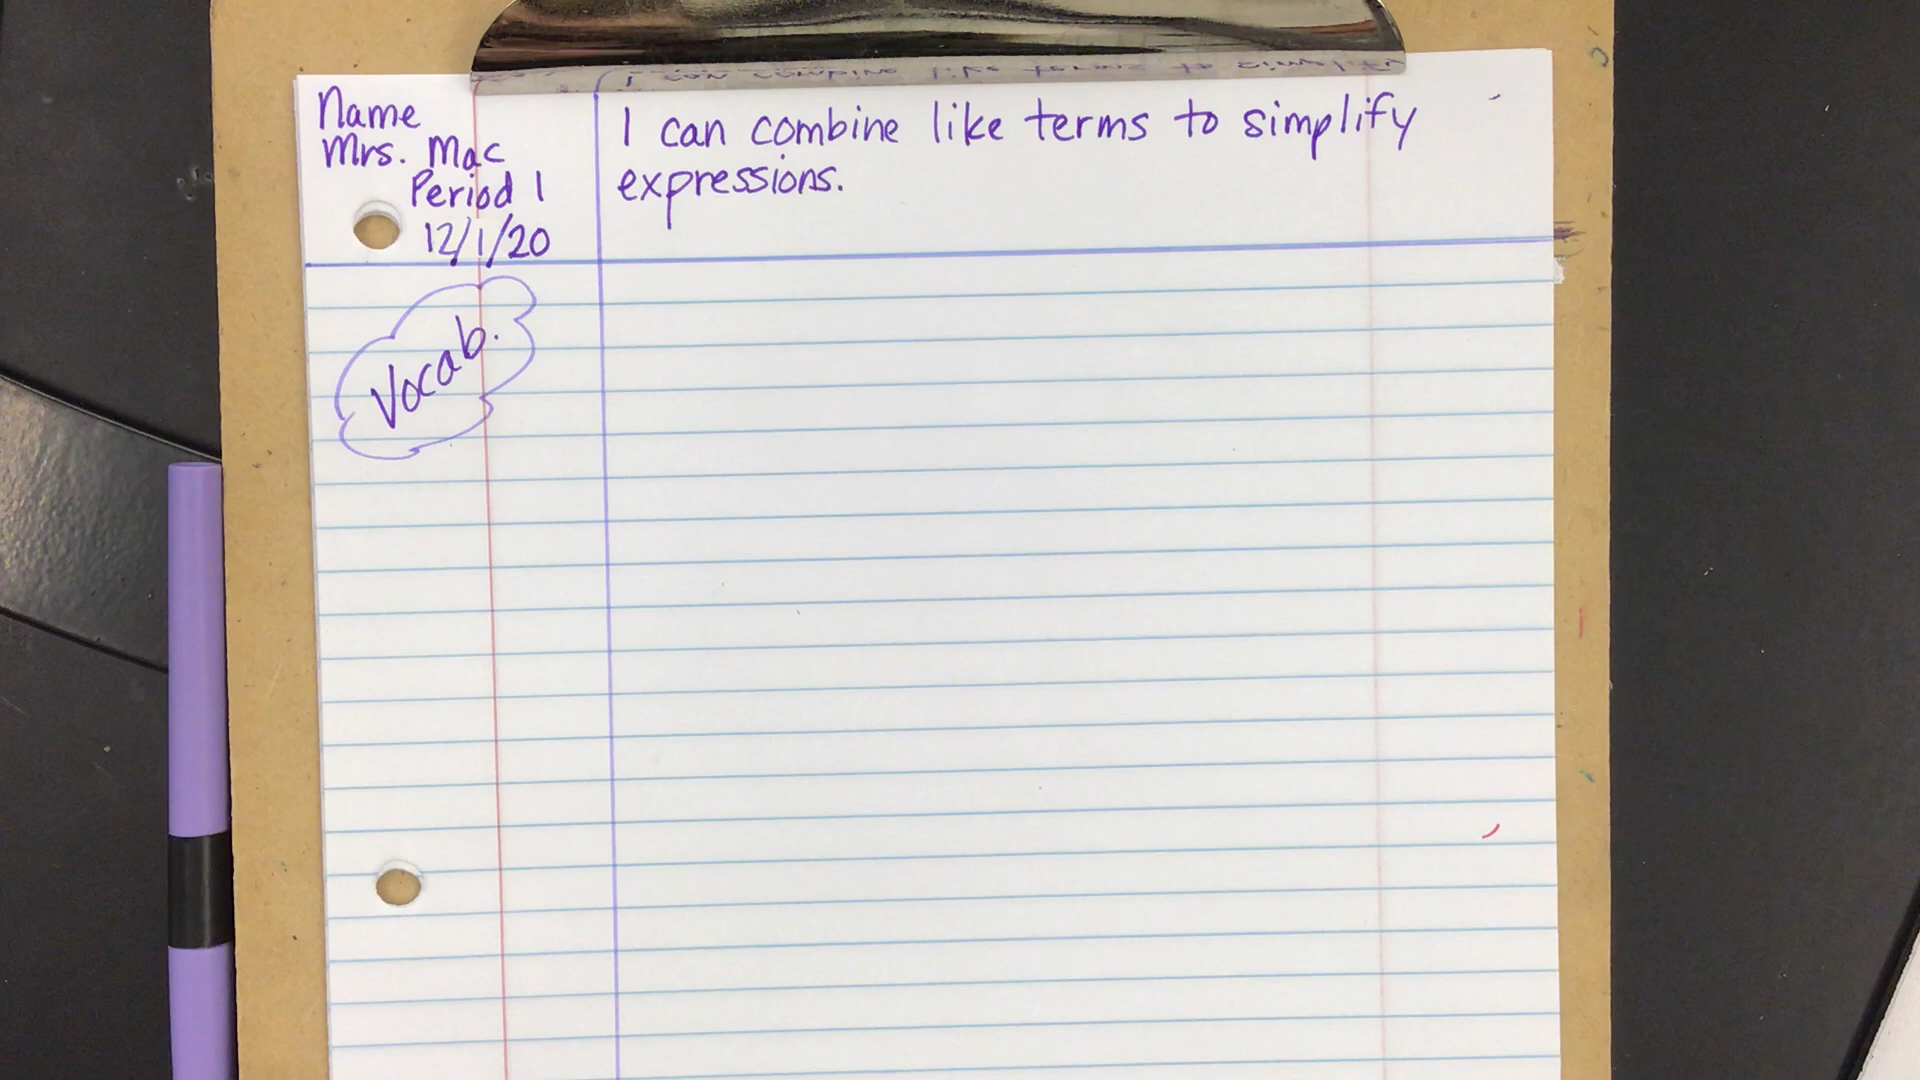 Name
Mrs. Mac
Period 1
12/1/20
I can combine like terms to simplify
expressions.
Vocab.